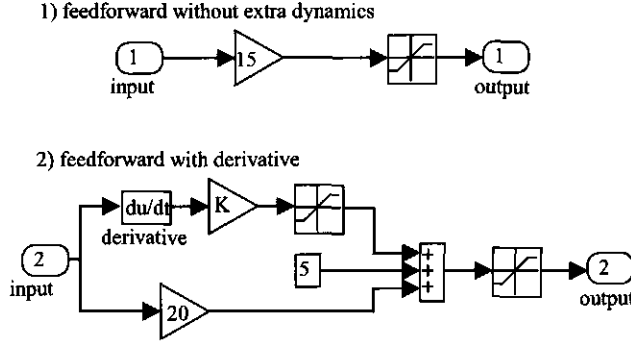 1) feedforward without extra dynamics
1
15
1
input
output
2) feedforward with derivative
du/dt
K
derivative
2
5
+
+
+
2
input
20
output